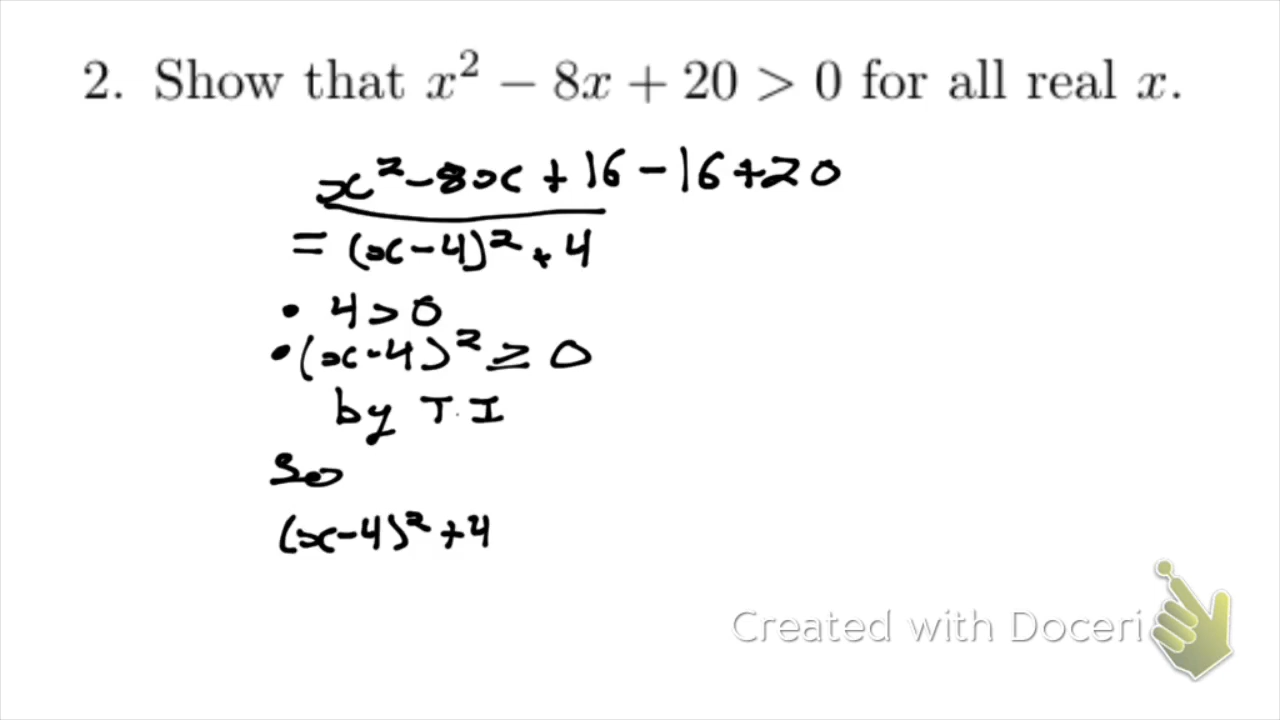 2. Show that x² − 8x + 20 > 0 for all real x.
x² − 8x + 16 − 16 + 20
= (x − 4)² + 4
• 4 > 0
• (x − 4)² ≥ 0
by T.I
So
(x − 4)² + 4
Created with Doceri